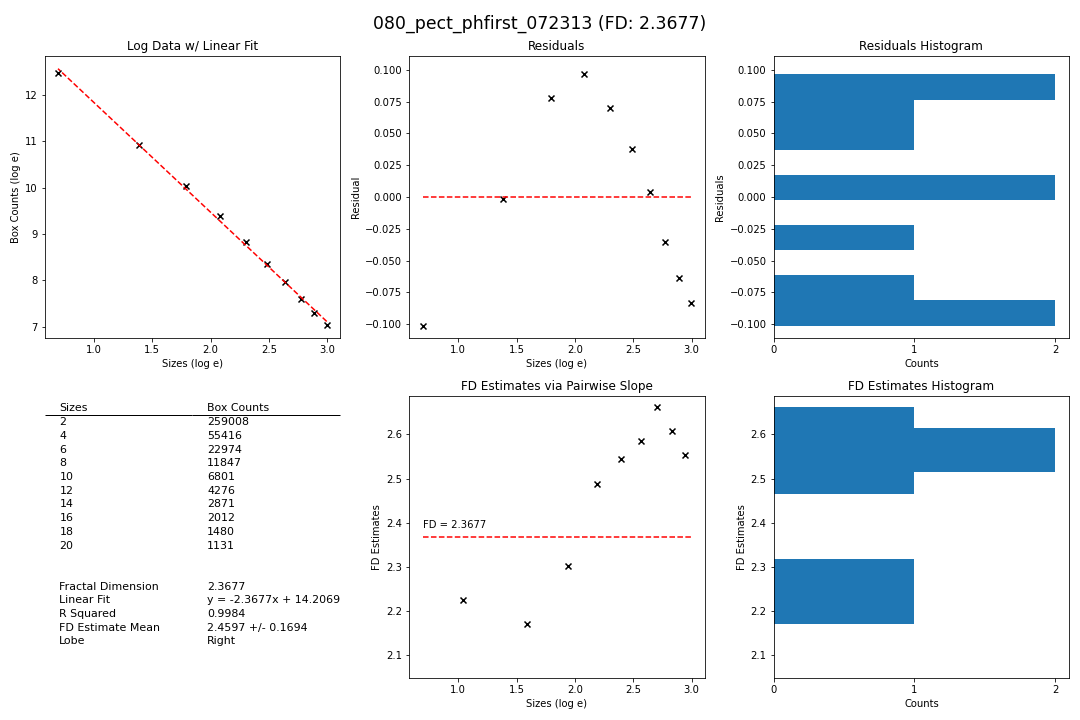 080_pect_phfirst_072313 (FD: 2.3677)
Log Data w/ Linear Fit
Box Counts (log e)
12
11
10
9
8
7
1.0 1.5 2.0 2.5 3.0
Sizes (log e)
Residuals
Residual
0.100
0.075
0.050
0.025
0.000
−0.025
−0.050
−0.075
−0.100
1.0 1.5 2.0 2.5 3.0
Sizes (log e)
Residuals Histogram
Residuals
0.100
0.075
0.050
0.025
0.000
−0.025
−0.050
−0.075
−0.100
0 1 2
Counts
Sizes Box Counts
2 259008
4 55416
6 22974
8 11847
10 6801
12 4276
14 2871
16 2012
18 1480
20 1131
Fractal Dimension 2.3677
Linear Fit y = -2.3677x + 14.2069
R Squared 0.9984
FD Estimate Mean 2.4597 +/- 0.1694
Lobe Right
FD Estimates via Pairwise Slope
FD Estimates
2.6
2.5
2.4
2.3
2.2
2.1
FD = 2.3677
1.0 1.5 2.0 2.5 3.0
Sizes (log e)
FD Estimates Histogram
FD Estimates
2.6
2.5
2.4
2.3
2.2
2.1
0 1 2
Counts